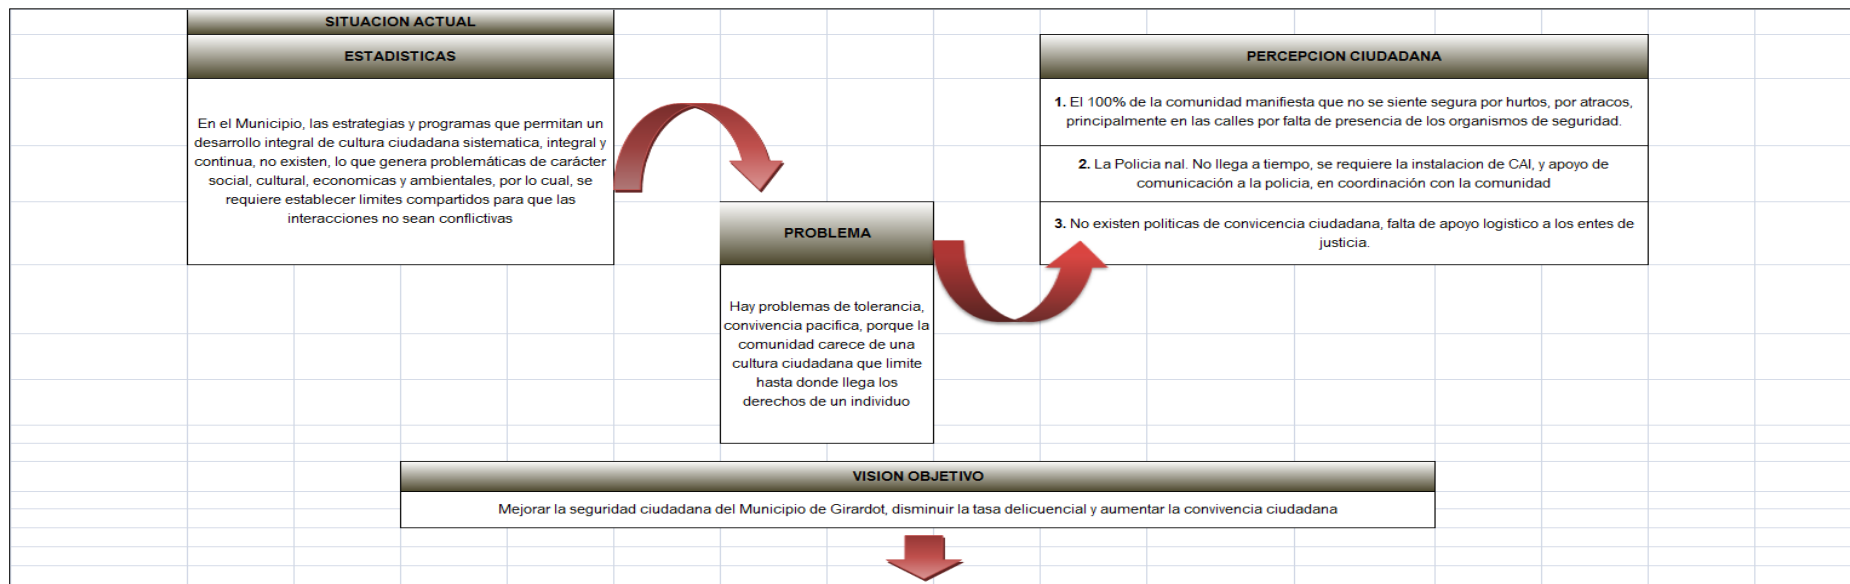 SITUACION ACTUAL
ESTADISTICAS
En el Municipio, las estrategias y programas que permitan un
desarrollo integral de cultura ciudadana sistematica, integral y
continua, no existen, lo que genera problemáticas de carácter
social, cultural, economicas y ambientales, por lo cual, se
requiere establecer limites compartidos para que las
interacciones no sean conflictivas
PROBLEMA
Hay problemas de tolerancia,
convivencia pacifica, porque la
comunidad carece de una
cultura ciudadana que limite
hasta donde llega los
derechos de un individuo
PERCEPCION CIUDADANA
1. El 100% de la comunidad manifiesta que no se siente segura por hurtos, por atracos,
principalmente en las calles por falta de presencia de los organismos de seguridad.
2. La Policia nal. No llega a tiempo, se requiere la instalacion de CAI, y apoyo de
comunicación a la policia, en coordinación con la comunidad
3. No existen politicas de convicencia ciudadana, falta de apoyo logistico a los entes de
justicia.
VISION OBJETIVO
Mejorar la seguridad ciudadana del Municipio de Girardot, disminuir la tasa delicuencial y aumentar la convivencia ciudadana